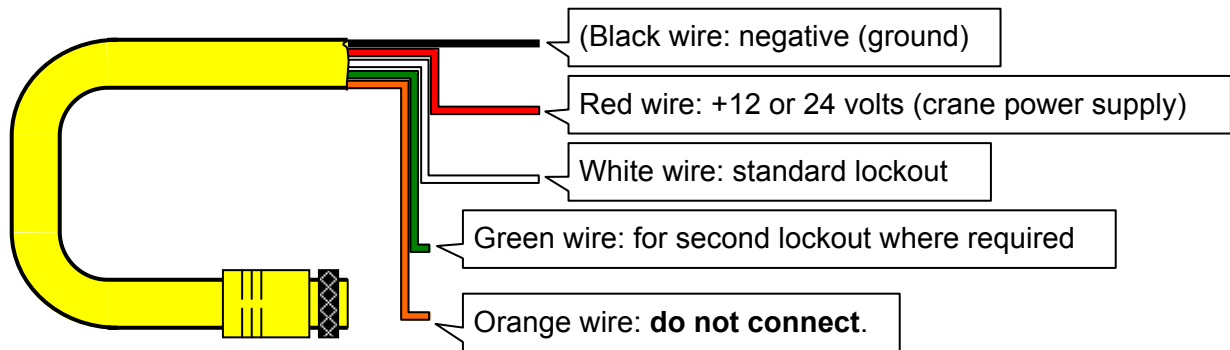 (Black wire: negative (ground)
Red wire: +12 or 24 volts (crane power supply)
White wire: standard lockout
Green wire: for second lockout where required
Orange wire: do not connect.